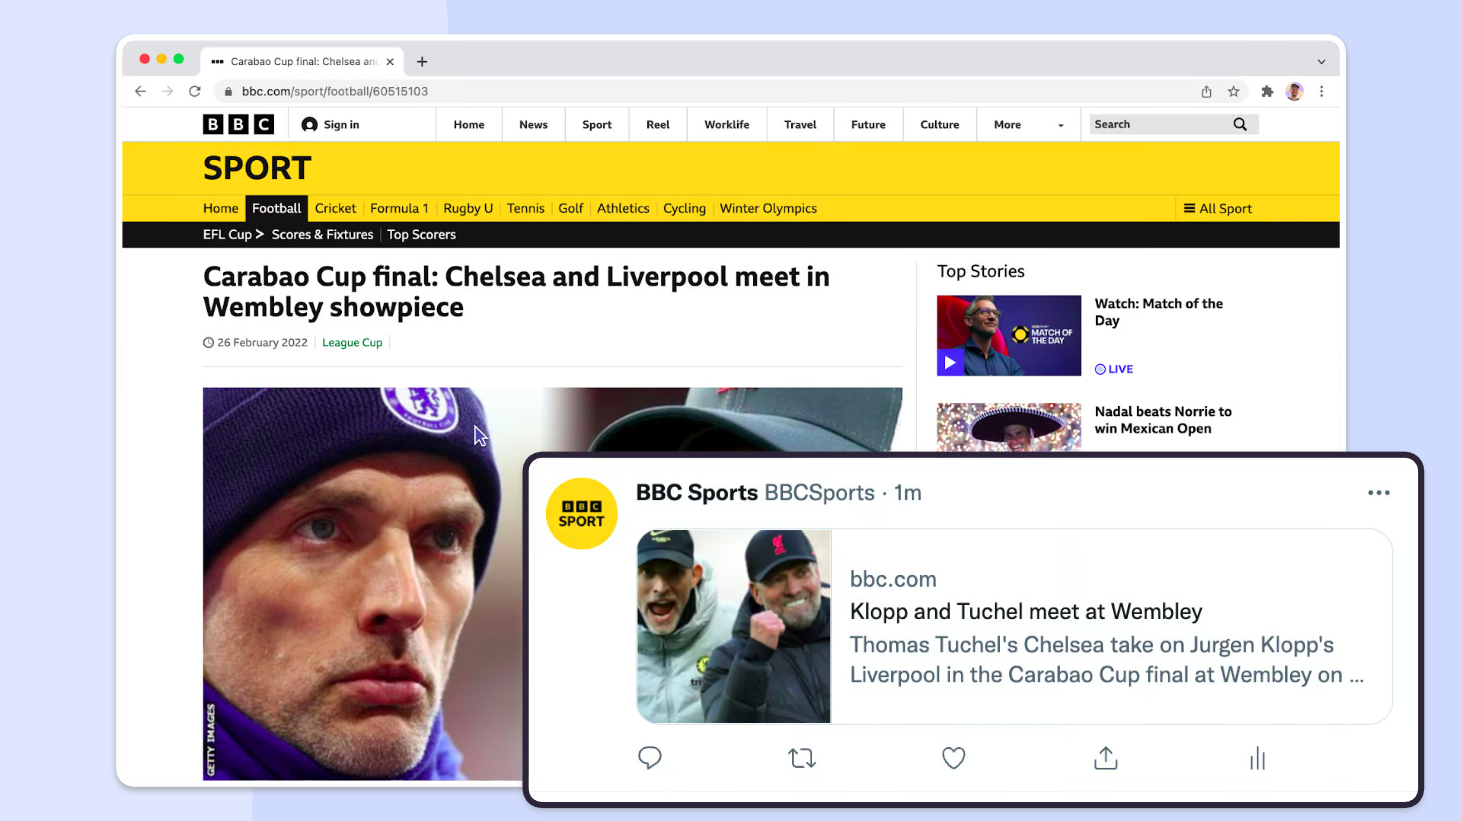 Carabao Cup final: Chelsea an
bbc.com/sport/football/60515103
BBC Sign in Home News Sport Reel Worklife Travel Future Culture More Search
SPORT
Home Football Cricket Formula 1 Rugby U Tennis Golf Athletics Cycling Winter Olympics All Sport
EFL Cup Scores & Fixtures Top Scorers
Carabao Cup final: Chelsea and Liverpool meet in
Wembley showpiece
26 February 2022 League Cup
GETTY IMAGES
FOOTBALL CLUB
Top Stories
MATCH OF
THE DAY
Watch: Match of the
Day
LIVE
Nadal beats Norrie to
win Mexican Open
BBC
SPORT
BBC Sports BBCSports · 1m
bbc.com
Klopp and Tuchel meet at Wembley
Thomas Tuchel's Chelsea take on Jurgen Klopp's
Liverpool in the Carabao Cup final at Wembley on ...